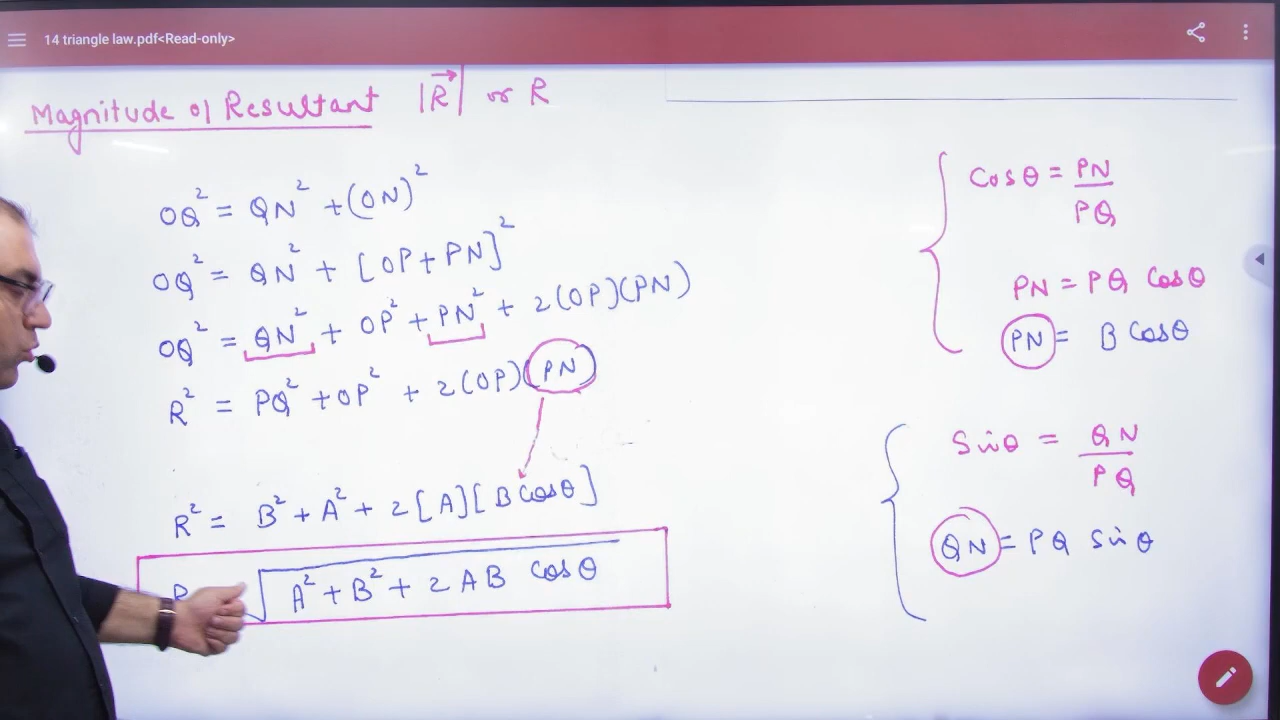 14 triangle law.pdf<Read-only>
Magnitude of Resultant |R⃗| or R
OQ² = QN² + (ON)²
OQ² = QN² + [OP + PN]²
OQ² = QN² + OP² + PN² + 2(OP)(PN)
R² = PQ² + OP² + 2(OP)(PN)
R² = B² + A² + 2[A][B cosθ]
R √A² + B² + 2AB cosθ
Cosθ = PN/PQ
PN = PQ Cosθ
PN = B Cosθ
Sinθ = QN/PQ
QN = PQ Sinθ